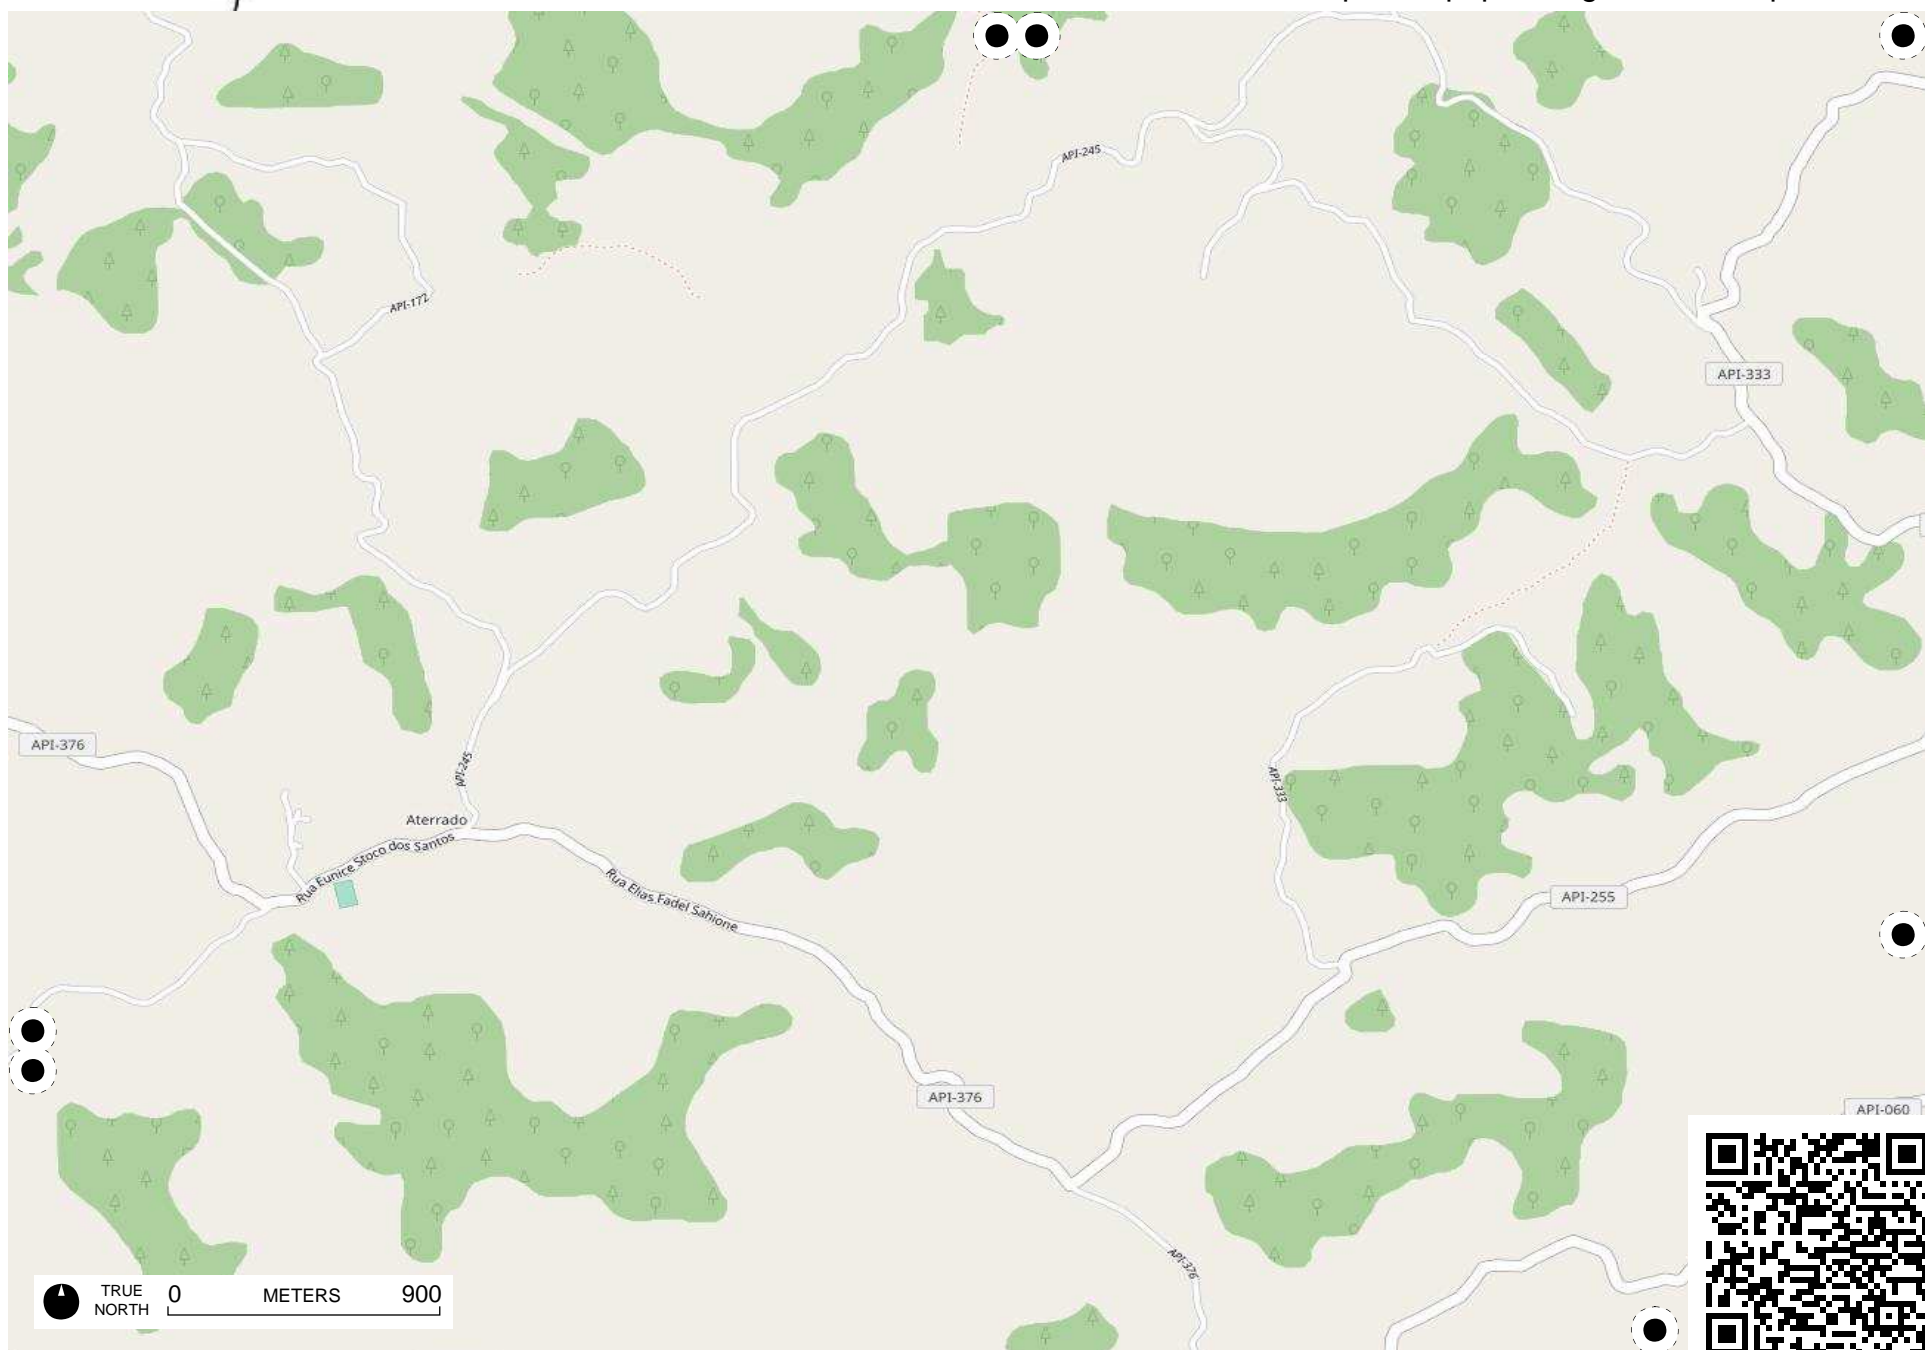 API-245
API-172
API-333
API-376
API-245
Aterrado
Rua Eunice Stoco dos Santos
Rua Elias Fadel Sahione
API-333
API-255
API-376
API-060
API-376
TRUE
NORTH
0 METERS 900